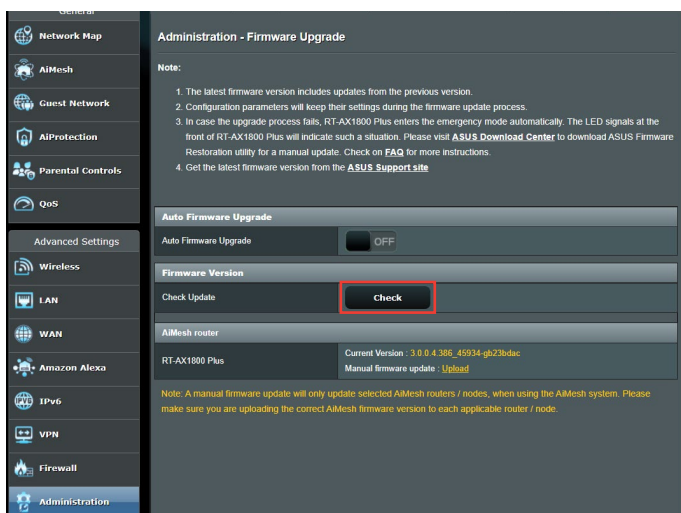 General
Network Map
AiMesh
Guest Network
AiProtection
Parental Controls
QoS
Advanced Settings
Wireless
LAN
WAN
Amazon Alexa
IPv6
VPN
Firewall
Administration
Administration - Firmware Upgrade
Note:
1. The latest firmware version includes updates from the previous version.
2. Configuration parameters will keep their settings during the firmware update process.
3. In case the upgrade process fails, RT-AX1800 Plus enters the emergency mode automatically. The LED signals at the
front of RT-AX1800 Plus will indicate such a situation. Please visit ASUS Download Center to download ASUS Firmware
Restoration utility for a manual update. Check on FAQ for more instructions.
4. Get the latest firmware version from the ASUS Support site
Auto Firmware Upgrade
Auto Firmware Upgrade OFF
Firmware Version
Check Update Check
AiMesh router
RT-AX1800 Plus
Current Version : 3.0.0.4.386_45934-gb23bdac
Manual firmware update : Upload
Note: A manual firmware update will only update selected AiMesh routers / nodes, when using the AiMesh system. Please
make sure you are uploading the correct AiMesh firmware version to each applicable router / node.